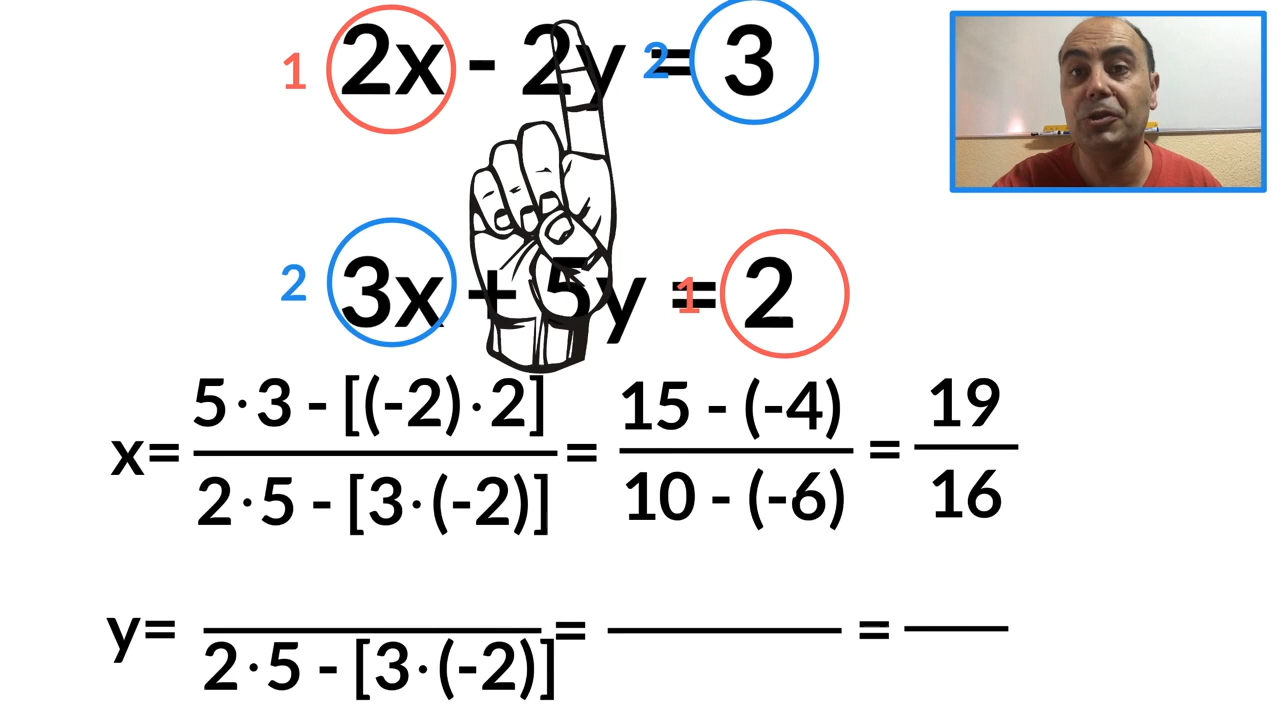 1 2x - 2y = 2 3
2 3x + 5y = 1 2
x= 5·3 - [(-2)·2] / 2·5 - [3·(-2)] = 15 - (-4) / 10 - (-6) = 19 / 16
y= / 2·5 - [3·(-2)] = =